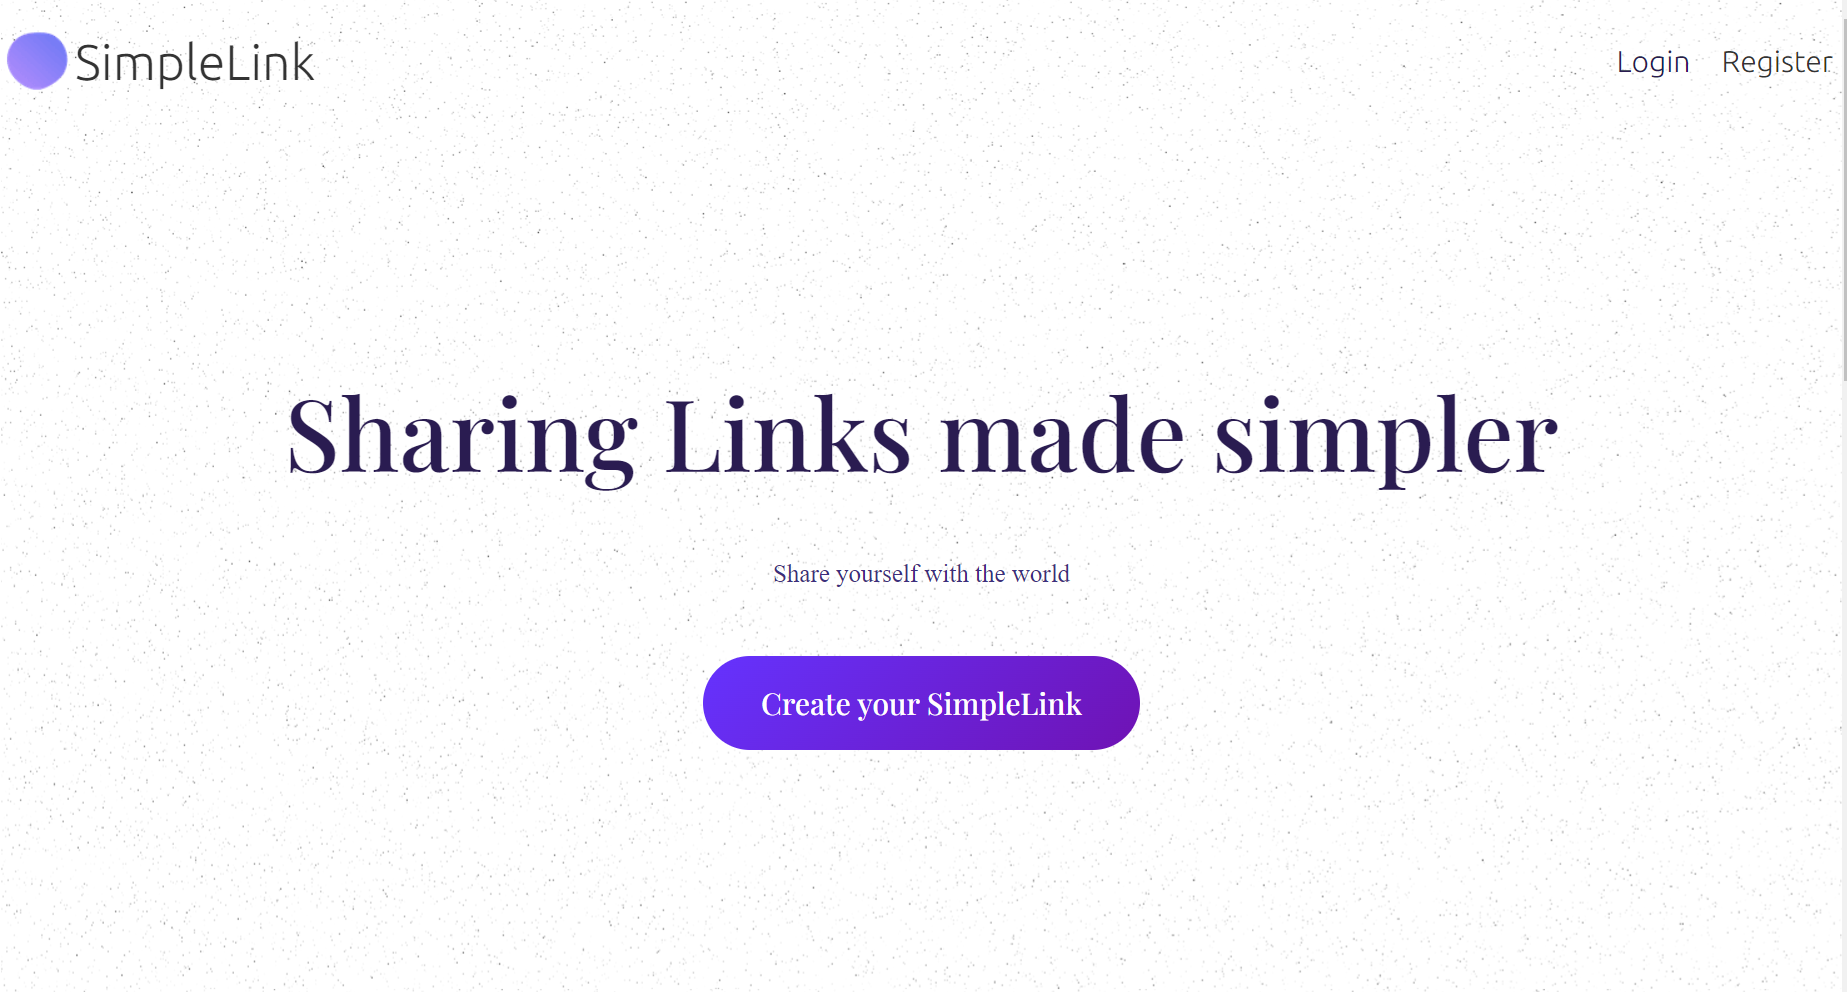 SimpleLink
Login Register
Sharing Links made simpler
Share yourself with the world
Create your SimpleLink